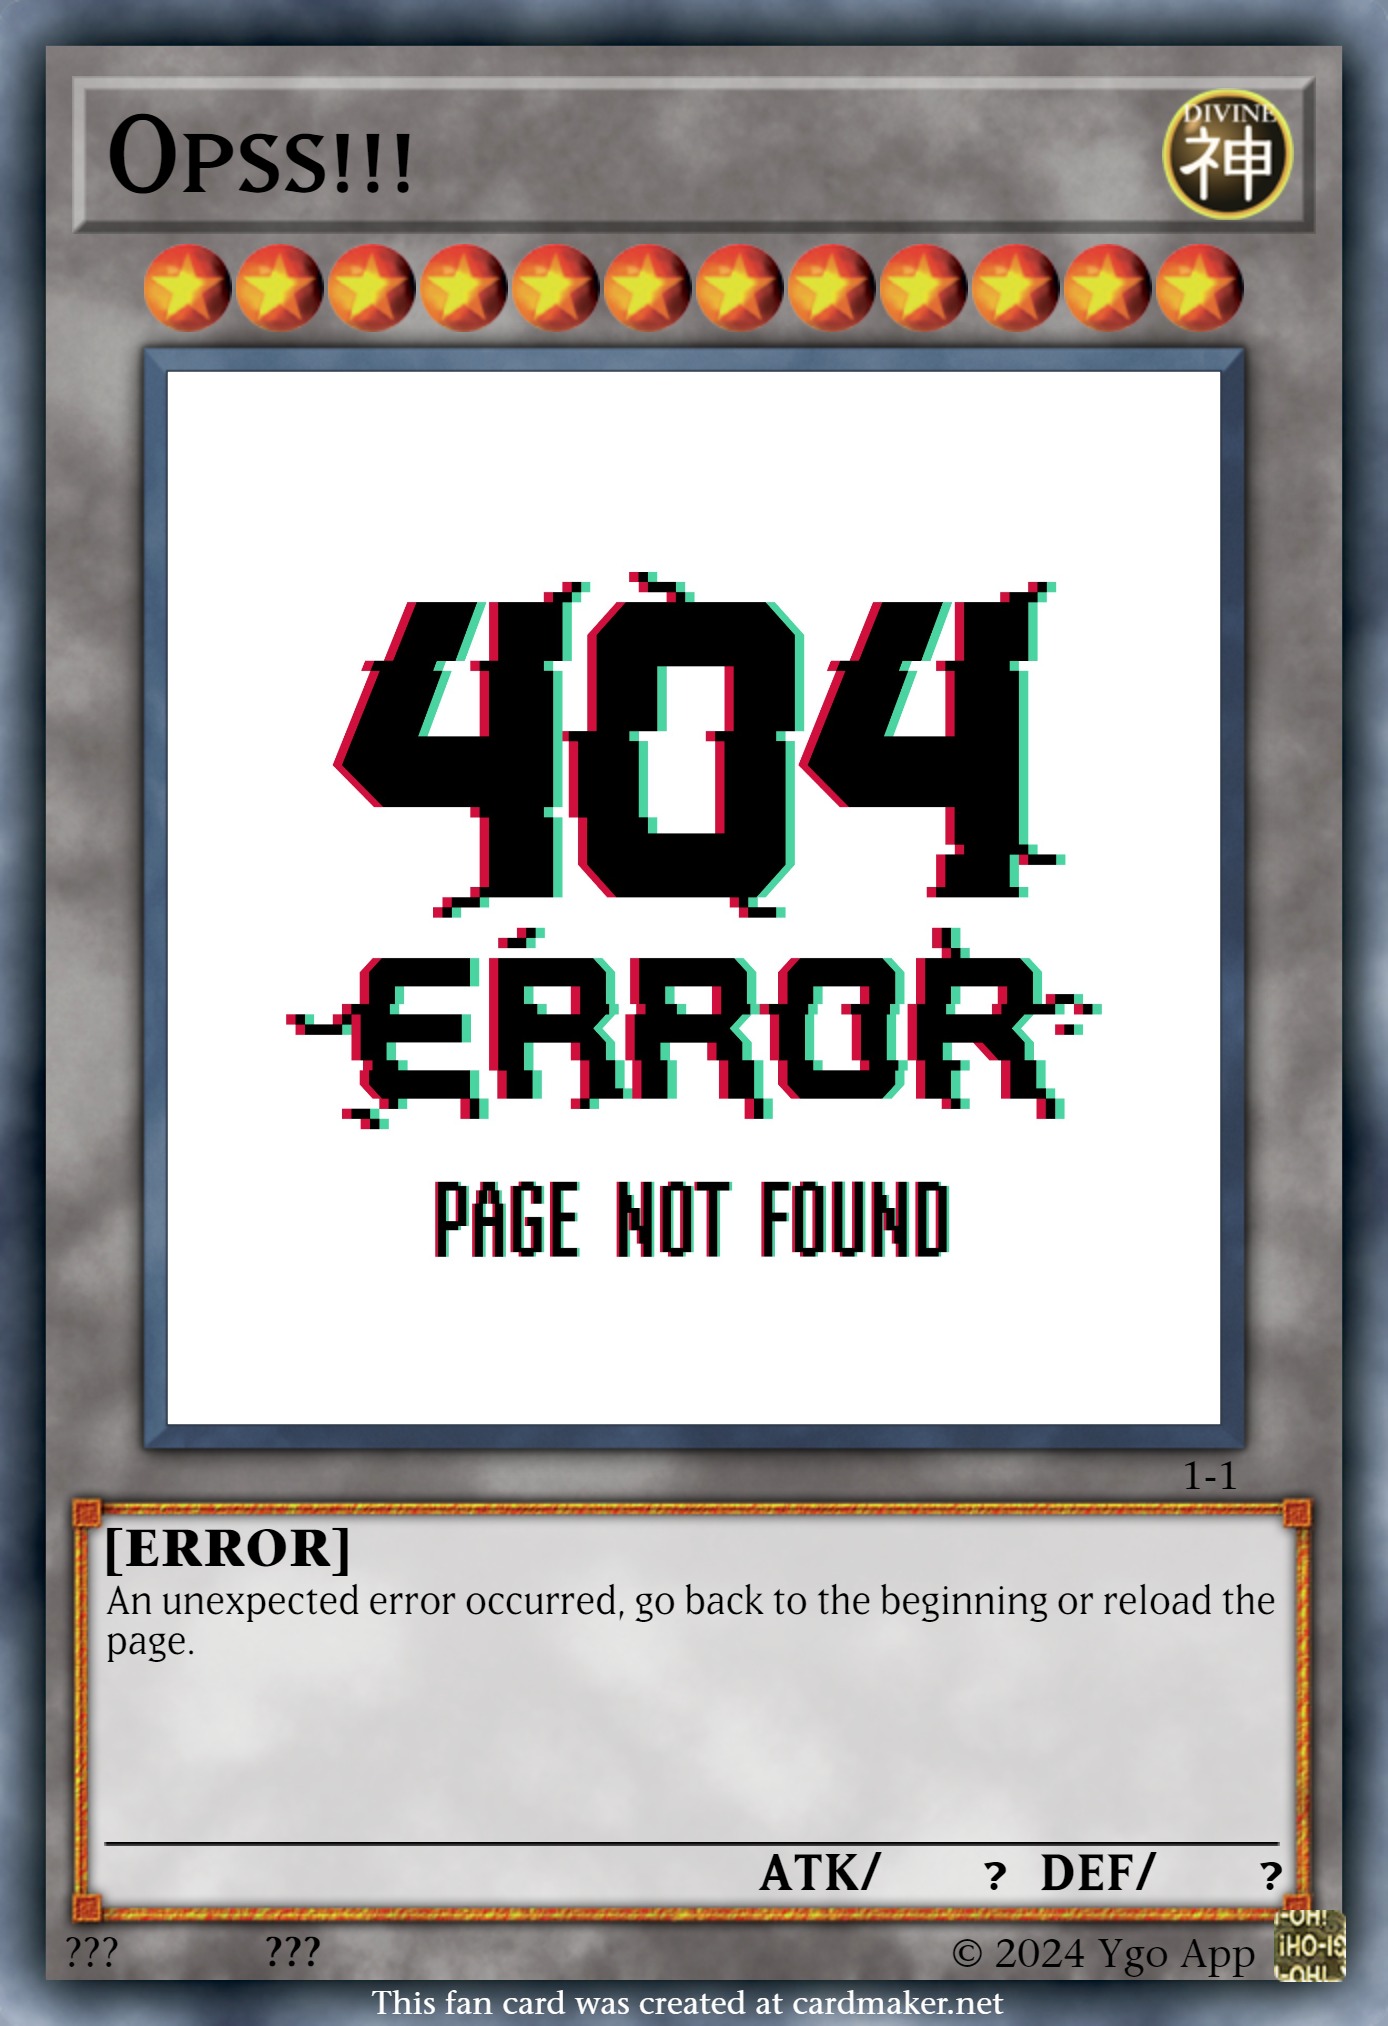 Opss!!!
DIVINE
神
404
ERROR
PAGE NOT FOUND
1-1
[ERROR]
An unexpected error occurred, go back to the beginning or reload the
page.
ATK/ ? DEF/ ?
??? ??? © 2024 Ygo App
This fan card was created at cardmaker.net